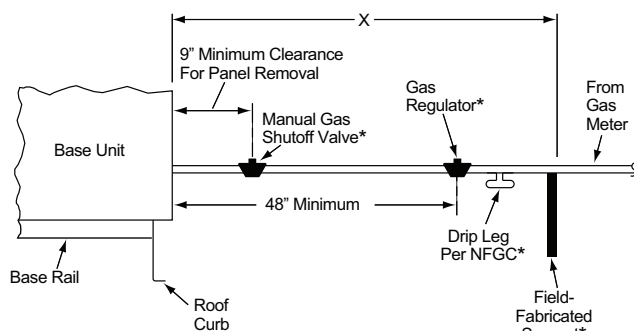 X
9" Minimum Clearance
For Panel Removal
Base Unit
Manual Gas
Shutoff Valve*
Gas
Regulator*
From
Gas
Meter
48" Minimum
Drip Leg
Per NFGC*
Base Rail
Roof
Curb
Field-
Fabricated